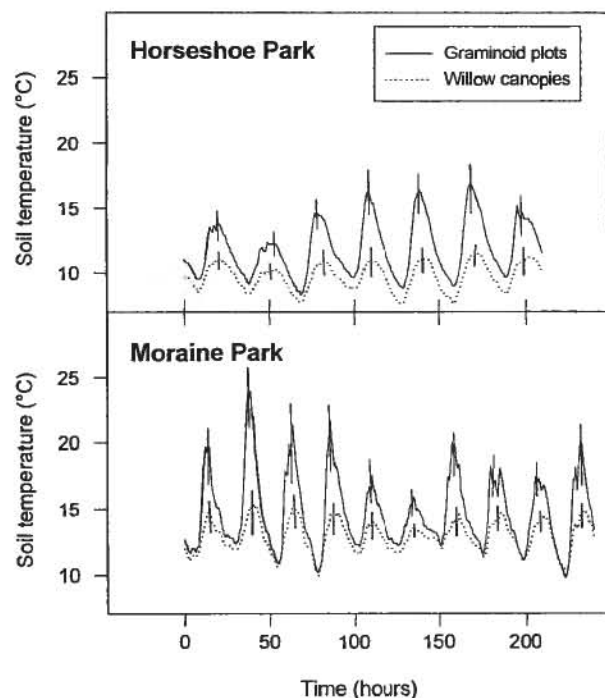 Horseshoe Park
Graminoid plots
Willow canopies
Soil temperature (°C)
25
20
15
10
Moraine Park
Soil temperature (°C)
25
20
15
10
0 50 100 150 200
Time (hours)